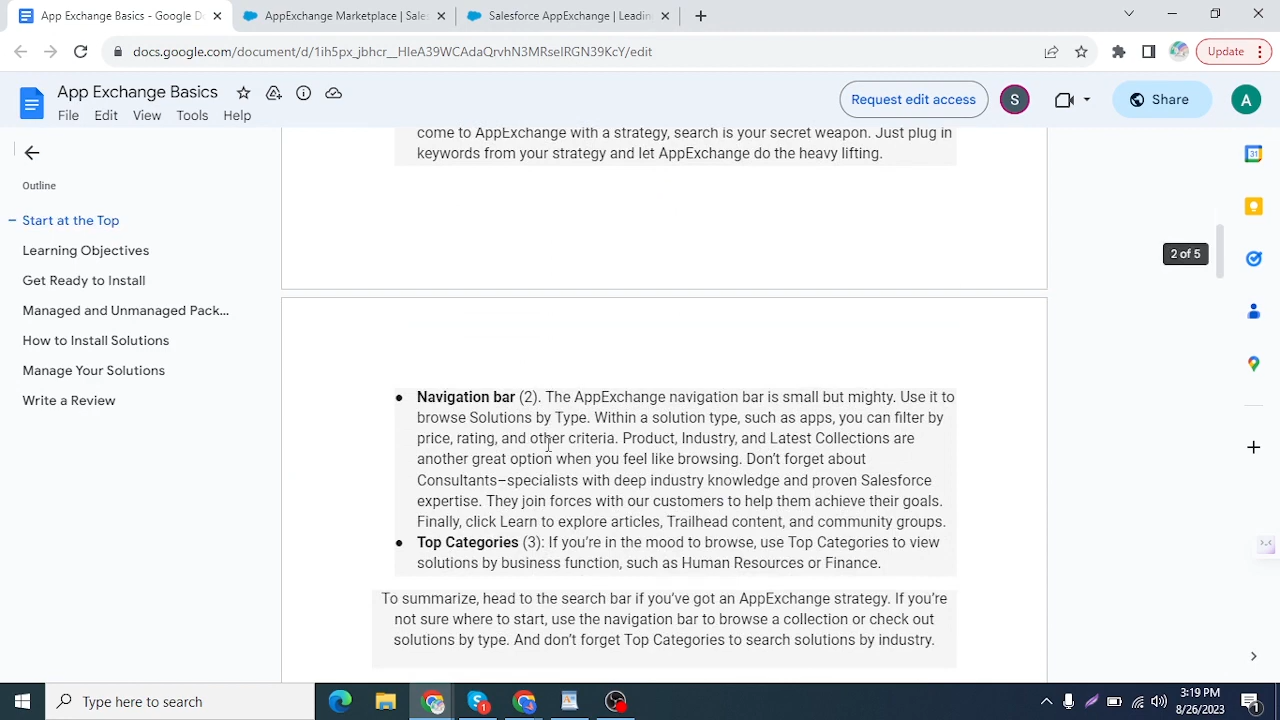 App Exchange Basics - Google D
AppExchange Marketplace | Sales
Salesforce AppExchange | Leadin
docs.google.com/document/d/1ih5px_jbhcr__HIeA39WCAdaQrvhN3MRseIRGN39KcY/edit
Update
App Exchange Basics
File Edit View Tools Help
Request edit access
S
Share
A
Outline
Start at the Top
Learning Objectives
Get Ready to Install
Managed and Unmanaged Pack...
How to Install Solutions
Manage Your Solutions
Write a Review
come to AppExchange with a strategy, search is your secret weapon. Just plug in
keywords from your strategy and let AppExchange do the heavy lifting.
2 of 5
● Navigation bar (2). The AppExchange navigation bar is small but mighty. Use it to
browse Solutions by Type. Within a solution type, such as apps, you can filter by
price, rating, and other criteria. Product, Industry, and Latest Collections are
another great option when you feel like browsing. Don’t forget about
Consultants–specialists with deep industry knowledge and proven Salesforce
expertise. They join forces with our customers to help them achieve their goals.
Finally, click Learn to explore articles, Trailhead content, and community groups.
● Top Categories (3): If you’re in the mood to browse, use Top Categories to view
solutions by business function, such as Human Resources or Finance.
To summarize, head to the search bar if you’ve got an AppExchange strategy. If you’re
not sure where to start, use the navigation bar to browse a collection or check out
solutions by type. And don’t forget Top Categories to search solutions by industry.
31
Type here to search
1
3:19 PM
8/26/2023
1